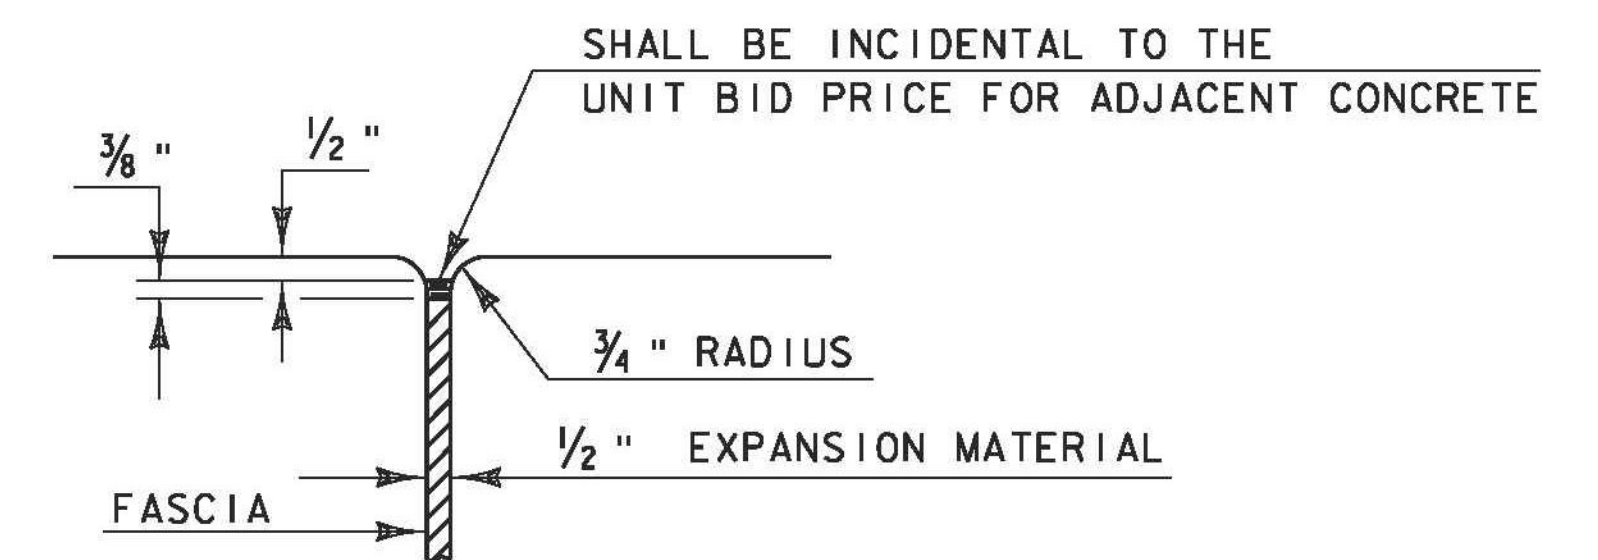 SHALL BE INCIDENTAL TO THE
UNIT BID PRICE FOR ADJACENT CONCRETE
1/2 "
3/8 "
3/4 " RADIUS
1/2 " EXPANSION MATERIAL
FASCIA